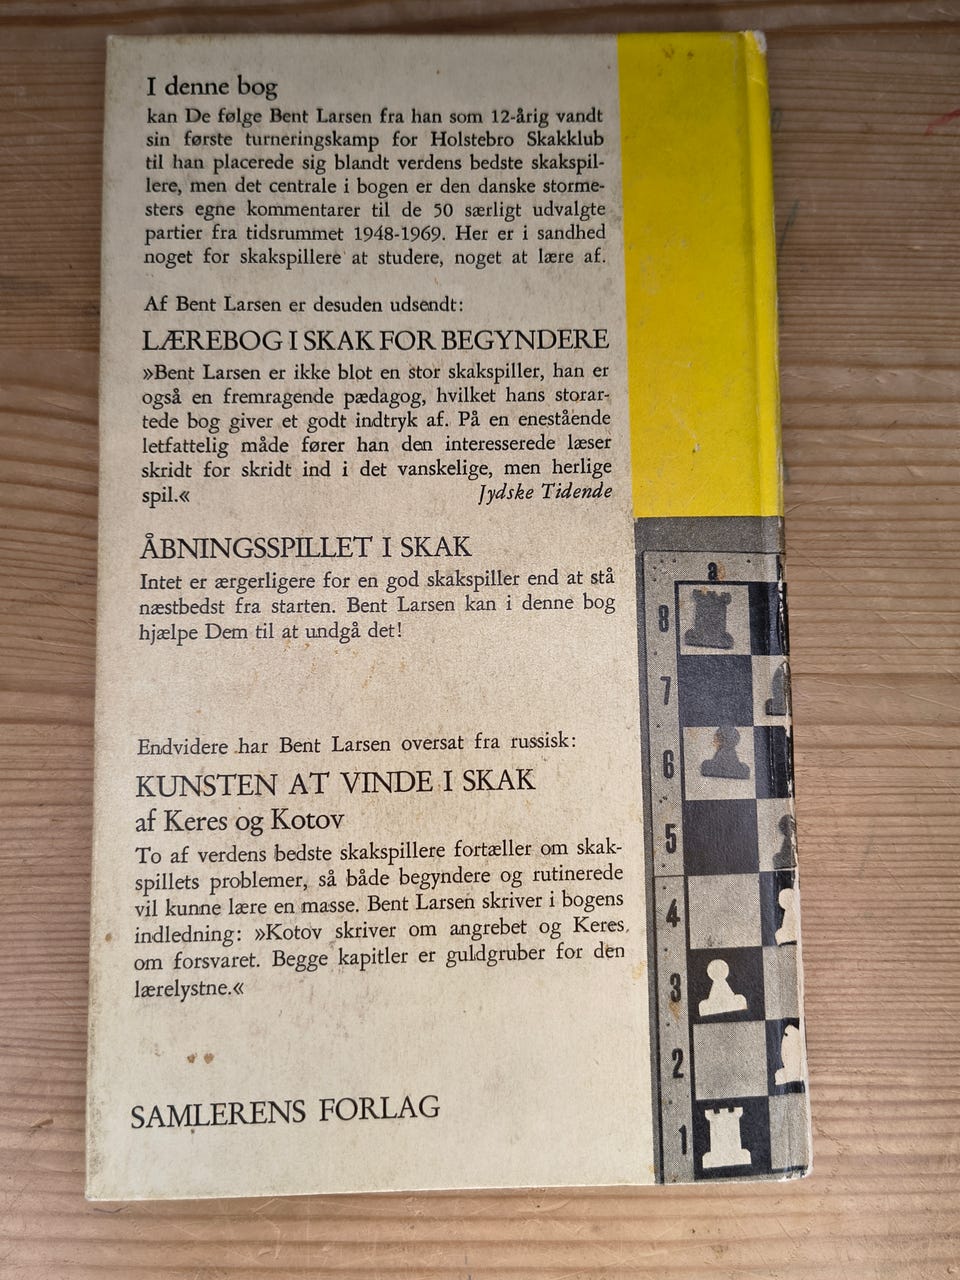 I denne bog
kan De følge Bent Larsen fra han som 12-årig vandt
sin første turneringskamp for Holstebro Skakklub
til han placerede sig blandt verdens bedste skakspil-
lere, men det centrale i bogen er den danske storme-
sters egne kommentarer til de 50 særligt udvalgte
partier fra tidsrummet 1948-1969. Her er i sandhed
noget for skakspillere at studere, noget at lære af.
Af Bent Larsen er desuden udsendt:
LÆREBOG I SKAK FOR BEGYNDERE
»Bent Larsen er ikke blot en stor skakspiller, han er
også en fremragende pædagog, hvilket hans storar-
tede bog giver et godt indtryk af. På en enestående
letfattelig måde fører han den interesserede læser
skridt for skridt ind i det vanskelige, men herlige
spil.« Jydske Tidende
ÅBNINGSSPILLET I SKAK
Intet er ærgerligere for en god skakspiller end at stå
næstbedst fra starten. Bent Larsen kan i denne bog
hjælpe Dem til at undgå det!
Endvidere har Bent Larsen oversat fra russisk:
KUNSTEN AT VINDE I SKAK
af Keres og Kotov
To af verdens bedste skakspillere fortæller om skak-
spillets problemer, så både begyndere og rutinerede
vil kunne lære en masse. Bent Larsen skriver i bogens
indledning: »Kotov skriver om angrebet og Keres
om forsvaret. Begge kapitler er guldgruber for den
lærelystne.«
SAMLERENS FORLAG
a
8
7
6
5
4
3
2
1